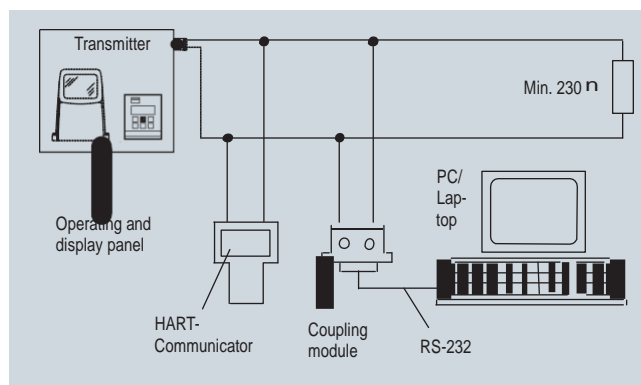 Transmitter
Min. 230 n
PC/
Lap-
top
Operating and
display panel
HART-
Communicator
Coupling
module
RS-232